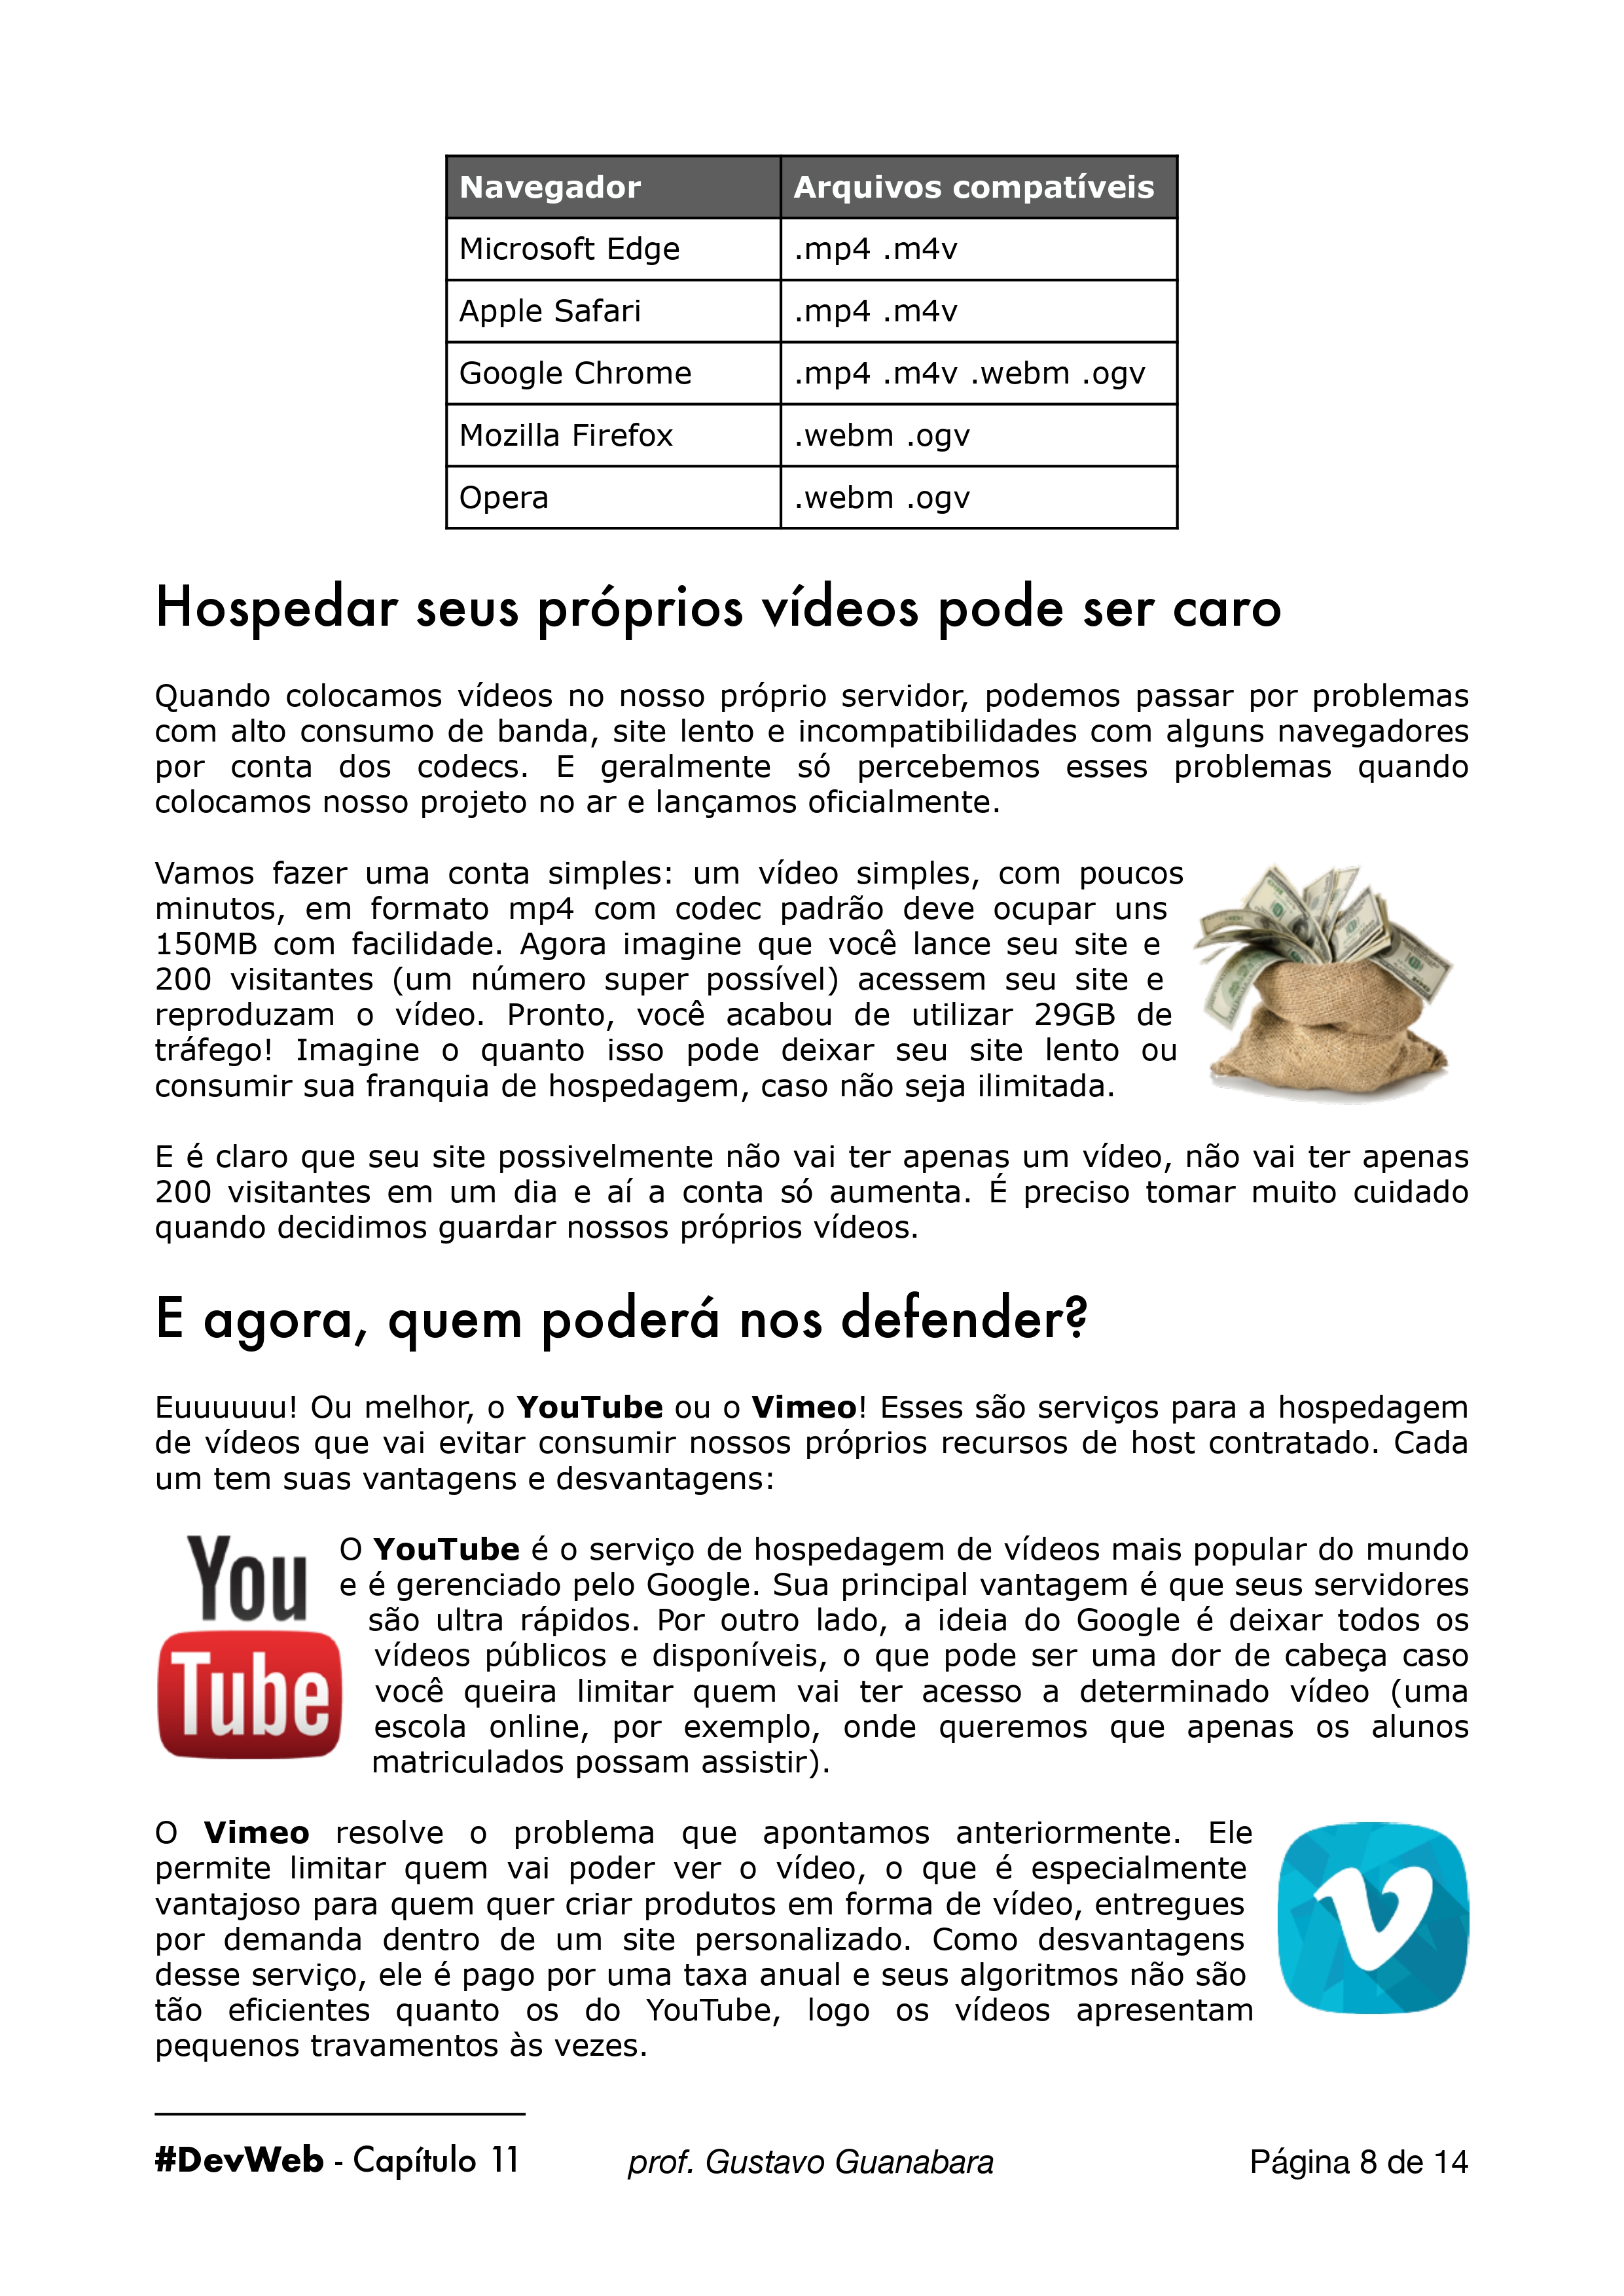 Navegador Arquivos compatíveis
Microsoft Edge .mp4 .m4v
Apple Safari .mp4 .m4v
Google Chrome .mp4 .m4v .webm .ogv
Mozilla Firefox .webm .ogv
Opera .webm .ogv
Hospedar seus próprios vídeos pode ser caro
Quando colocamos vídeos no nosso próprio servidor, podemos passar por problemas
com alto consumo de banda, site lento e incompatibilidades com alguns navegadores
por conta dos codecs. E geralmente só percebemos esses problemas quando
colocamos nosso projeto no ar e lançamos oficialmente.
Vamos fazer uma conta simples: um vídeo simples, com poucos
minutos, em formato mp4 com codec padrão deve ocupar uns
150MB com facilidade. Agora imagine que você lance seu site e
200 visitantes (um número super possível) acessem seu site e
reproduzam o vídeo. Pronto, você acabou de utilizar 29GB de
tráfego! Imagine o quanto isso pode deixar seu site lento ou
consumir sua franquia de hospedagem, caso não seja ilimitada.
E é claro que seu site possivelmente não vai ter apenas um vídeo, não vai ter apenas
200 visitantes em um dia e aí a conta só aumenta. É preciso tomar muito cuidado
quando decidimos guardar nossos próprios vídeos.
E agora, quem poderá nos defender?
Euuuuuu! Ou melhor, o YouTube ou o Vimeo! Esses são serviços para a hospedagem
de vídeos que vai evitar consumir nossos próprios recursos de host contratado. Cada
um tem suas vantagens e desvantagens:
You
Tube
O YouTube é o serviço de hospedagem de vídeos mais popular do mundo
e é gerenciado pelo Google. Sua principal vantagem é que seus servidores
são ultra rápidos. Por outro lado, a ideia do Google é deixar todos os
vídeos públicos e disponíveis, o que pode ser uma dor de cabeça caso
você queira limitar quem vai ter acesso a determinado vídeo (uma
escola online, por exemplo, onde queremos que apenas os alunos
matriculados possam assistir).
O Vimeo resolve o problema que apontamos anteriormente. Ele
permite limitar quem vai poder ver o vídeo, o que é especialmente
vantajoso para quem quer criar produtos em forma de vídeo, entregues
por demanda dentro de um site personalizado. Como desvantagens
desse serviço, ele é pago por uma taxa anual e seus algoritmos não são
tão eficientes quanto os do YouTube, logo os vídeos apresentam
pequenos travamentos às vezes.
#DevWeb - Capítulo 11 prof. Gustavo Guanabara Página 8 de 14